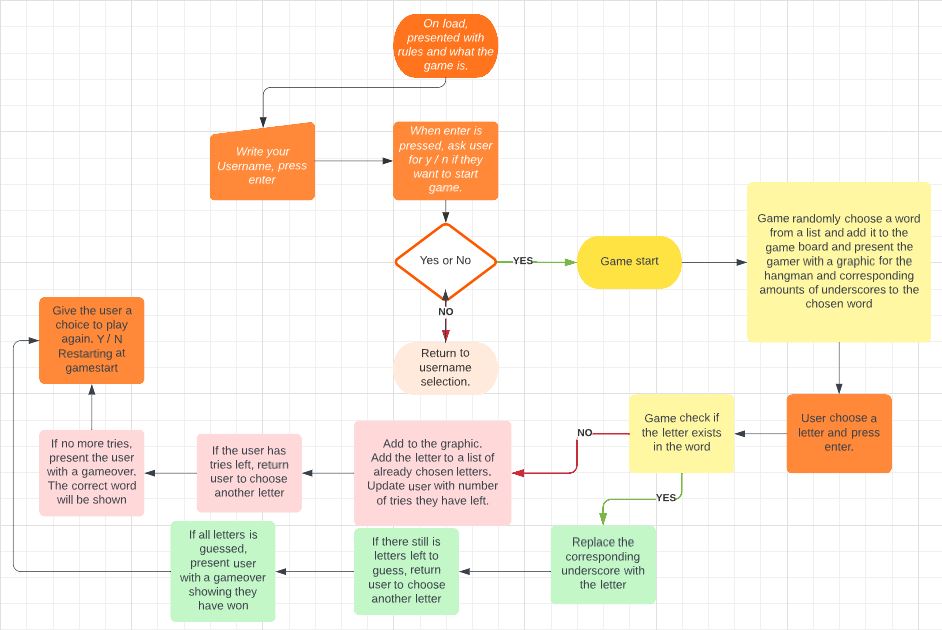 On load,
presented with
rules and what the
game is.
Write your
Username, press
enter
When enter is
pressed, ask user
for y / n if they
want to start
game.
Yes or No
YES
Game start
Game randomly choose a word
from a list and add it to the
game board and present the
gamer with a graphic for the
hangman and corresponding
amounts of underscores to the
chosen word
NO
Return to
username
selection.
Give the user a
choice to play
again. Y / N
Restarting at
gamestart
User choose a
letter and press
enter.
Game check if
the letter exists
in the word
NO
Add to the graphic.
Add the letter to a list of
already chosen letters.
Update user with number
of tries they have left.
If the user has
tries left, return
user to choose
another letter
If no more tries,
present the user
with a gameover.
The correct word
will be shown
YES
Replace the
corresponding
underscore with
the letter
If there still is
letters left to
guess, return
user to choose
another letter
If all letters is
guessed,
present user
with a gameover
showing they
have won